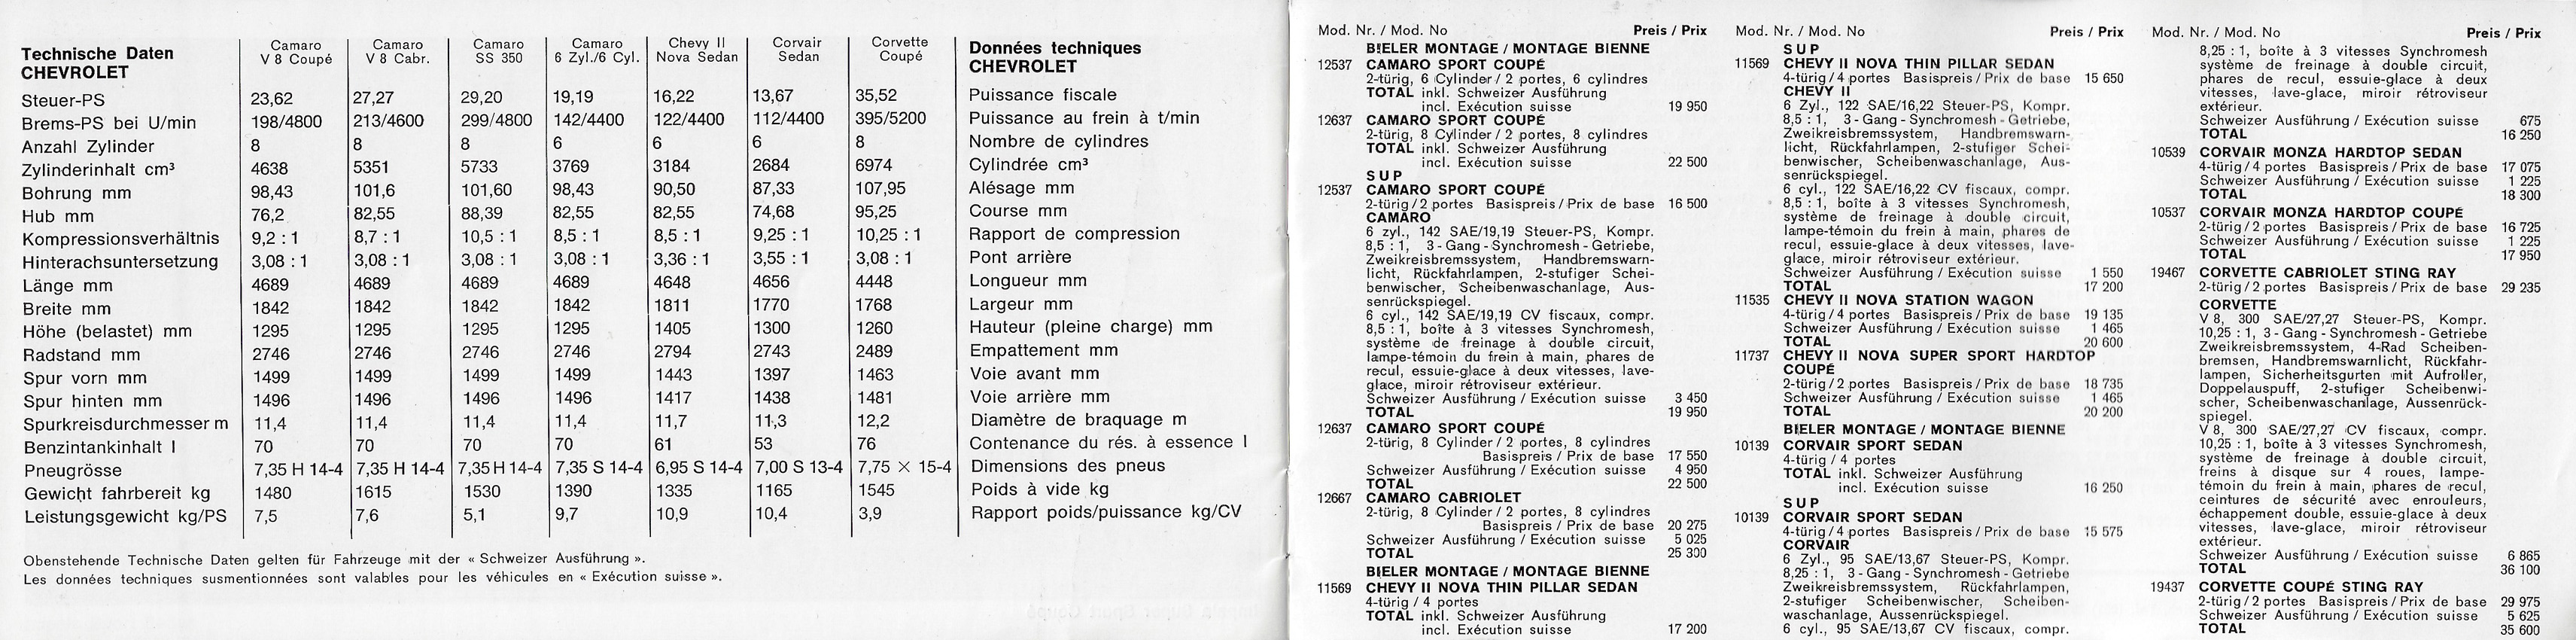 Technische Daten
CHEVROLET
Camaro V 8 Coupé
Camaro V 8 Cabr.
Camaro SS 350
Camaro 6 Zyl./6 Cyl.
Chevy II Nova Sedan
Corvair Sedan
Corvette Coupé
Données techniques
CHEVROLET
Steuer-PS 23,62 27,27 29,20 19,19 16,22 13,67 35,52 Puissance fiscale
Brems-PS bei U/min 198/4800 213/4600 299/4800 142/4400 122/4400 112/4400 395/5200 Puissance au frein à t/min
Anzahl Zylinder 8 8 8 6 6 6 8 Nombre de cylindres
Zylinderinhalt cm³ 4638 5351 5733 3769 3184 2684 6974 Cylindrée cm³
Bohrung mm 98,43 101,6 101,60 98,43 90,50 87,33 107,95 Alésage mm
Hub mm 76,2 82,55 88,39 82,55 82,55 74,68 95,25 Course mm
Kompressionsverhältnis 9,2 : 1 8,7 : 1 10,5 : 1 8,5 : 1 8,5 : 1 9,25 : 1 10,25 : 1 Rapport de compression
Hinterachsuntersetzung 3,08 : 1 3,08 : 1 3,08 : 1 3,08 : 1 3,36 : 1 3,55 : 1 3,08 : 1 Pont arrière
Länge mm 4689 4689 4689 4689 4648 4656 4448 Longueur mm
Breite mm 1842 1842 1842 1842 1811 1770 1768 Largeur mm
Höhe (belastet) mm 1295 1295 1295 1295 1405 1300 1260 Hauteur (pleine charge) mm
Radstand mm 2746 2746 2746 2746 2794 2743 2489 Empattement mm
Spur vorn mm 1499 1499 1499 1499 1443 1397 1463 Voie avant mm
Spur hinten mm 1496 1496 1496 1496 1417 1438 1481 Voie arrière mm
Spurkreisdurchmesser m 11,4 11,4 11,4 11,4 11,7 11,3 12,2 Diamètre de braquage m
Benzintankinhalt l 70 70 70 70 61 53 76 Contenance du rés. à essence l
Pneugrösse 7,35 H 14-4 7,35 H 14-4 7,35 H 14-4 7,35 S 14-4 6,95 S 14-4 7,00 S 13-4 7,75 × 15-4 Dimensions des pneus
Gewicht fahrbereit kg 1480 1615 1530 1390 1335 1165 1545 Poids à vide kg
Leistungsgewicht kg/PS 7,5 7,6 5,1 9,7 10,9 10,4 3,9 Rapport poids/puissance kg/CV
Obenstehende Technische Daten gelten für Fahrzeuge mit der « Schweizer Ausführung ».
Les données techniques susmentionnées sont valables pour les véhicules en « Exécution suisse ».
Mod. Nr. / Mod. No Preis / Prix
BIELER MONTAGE / MONTAGE BIENNE
12537 CAMARO SPORT COUPÉ
2-türig, 6 Cylinder / 2 portes, 6 cylindres
TOTAL inkl. Schweizer Ausführung
incl. Exécution suisse 19 950
12637 CAMARO SPORT COUPÉ
2-türig, 8 Cylinder / 2 portes, 8 cylindres
TOTAL inkl. Schweizer Ausführung
incl. Exécution suisse 22 500
SUP
12537 CAMARO SPORT COUPÉ
2-türig / 2 portes Basispreis / Prix de base 16 500
CAMARO
6 zyl., 142 SAE/19,19 Steuer-PS, Kompr.
8,5 : 1, 3 - Gang - Synchromesh - Getriebe,
Zweikreisbremssystem, Handbremswarn-
licht, Rückfahrlampen, 2-stufiger Schei-
benwischer, Scheibenwaschanlage, Aus-
senrückspiegel.
6 cyl., 142 SAE/19,19 CV fiscaux, compr.
8,5 : 1, boîte à 3 vitesses Synchromesh,
système de freinage à double circuit,
lampe-témoin du frein à main, phares de
recul, essuie-glace à deux vitesses, lave-
glace, miroir rétroviseur extérieur.
Schweizer Ausführung / Exécution suisse 3 450
TOTAL 19 950
12637 CAMARO SPORT COUPÉ
2-türig, 8 Cylinder / 2 portes, 8 cylindres
Basispreis / Prix de base 17 550
Schweizer Ausführung / Exécution suisse 4 950
TOTAL 22 500
12667 CAMARO CABRIOLET
2-türig, 8 Cylinder / 2 portes, 8 cylindres
Basispreis / Prix de base 20 275
Schweizer Ausführung / Exécution suisse 5 025
TOTAL 25 300
BIELER MONTAGE / MONTAGE BIENNE
11569 CHEVY II NOVA THIN PILLAR SEDAN
4-türig / 4 portes
TOTAL inkl. Schweizer Ausführung
incl. Exécution suisse 17 200
Mod. Nr. / Mod. No Preis / Prix
SUP
11569 CHEVY II NOVA THIN PILLAR SEDAN
4-türig / 4 portes Basispreis / Prix de base 15 650
CHEVY II
6 Zyl., 122 SAE/16,22 Steuer-PS, Kompr.
8,5 : 1, 3 - Gang - Synchromesh - Getriebe,
Zweikreisbremssystem, Handbremswarn-
licht, Rückfahrlampen, 2-stufiger Schei-
benwischer, Scheibenwaschanlage, Aus-
senrückspiegel.
6 cyl., 122 SAE/16,22 CV fiscaux, compr.
8,5 : 1, boîte à 3 vitesses Synchromesh,
système de freinage à double circuit,
lampe-témoin du frein à main, phares de
recul, essuie-glace à deux vitesses, lave-
glace, miroir rétroviseur extérieur.
Schweizer Ausführung / Exécution suisse 1 550
TOTAL 17 200
11535 CHEVY II NOVA STATION WAGON
4-türig / 4 portes Basispreis / Prix de base 19 135
Schweizer Ausführung / Exécution suisse 1 465
TOTAL 20 600
11737 CHEVY II NOVA SUPER SPORT HARDTOP
COUPÉ
2-türig / 2 portes Basispreis / Prix de base 18 735
Schweizer Ausführung / Exécution suisse 1 465
TOTAL 20 200
BIELER MONTAGE / MONTAGE BIENNE
10139 CORVAIR SPORT SEDAN
4-türig / 4 portes
TOTAL inkl. Schweizer Ausführung
incl. Exécution suisse 16 250
SUP
10139 CORVAIR SPORT SEDAN
4-türig / 4 portes Basispreis / Prix de base 15 575
CORVAIR
6 Zyl., 95 SAE/13,67 Steuer-PS, Kompr.
8,25 : 1, 3 - Gang - Synchromesh - Getriebe
Zweikreisbremssystem, Rückfahrlampen,
2-stufiger Scheibenwischer, Scheiben-
waschanlage, Aussenrückspiegel.
6 cyl., 95 SAE/13,67 CV fiscaux, compr.
Mod. Nr. / Mod. No Preis / Prix
8,25 : 1, boîte à 3 vitesses Synchromesh
système de freinage à double circuit,
phares de recul, essuie-glace à deux
vitesses, lave-glace, miroir rétroviseur
extérieur.
Schweizer Ausführung / Exécution suisse 675
TOTAL 16 250
10539 CORVAIR MONZA HARDTOP SEDAN
4-türig / 4 portes Basispreis / Prix de base 17 075
Schweizer Ausführung / Exécution suisse 1 225
TOTAL 18 300
10537 CORVAIR MONZA HARDTOP COUPÉ
2-türig / 2 portes Basispreis / Prix de base 16 725
Schweizer Ausführung / Exécution suisse 1 225
TOTAL 17 950
19467 CORVETTE CABRIOLET STING RAY
2-türig / 2 portes Basispreis / Prix de base 29 235
CORVETTE
V 8, 300 SAE/27,27 Steuer-PS, Kompr.
10,25 : 1, 3 - Gang - Synchromesh - Getriebe
Zweikreisbremssystem, 4-Rad Scheiben-
bremsen, Handbremswarnlicht, Rückfahr-
lampen, Sicherheitsgurten mit Aufroller,
Doppelauspuff, 2-stufiger Scheibenwi-
scher, Scheibenwaschanlage, Aussenrück-
spiegel.
V 8, 300 SAE/27,27 CV fiscaux, compr.
10,25 : 1, boîte à 3 vitesses Synchromesh,
système de freinage à double circuit,
freins à disque sur 4 roues, lampe-
témoin du frein à main, phares de recul,
ceintures de sécurité avec enrouleurs,
échappement double, essuie-glace à deux
vitesses, lave-glace, miroir rétroviseur
extérieur.
Schweizer Ausführung / Exécution suisse 6 865
TOTAL 36 100
19437 CORVETTE COUPÉ STING RAY
2-türig / 2 portes Basispreis / Prix de base 29 975
Schweizer Ausführung / Exécution suisse 5 625
TOTAL 35 600